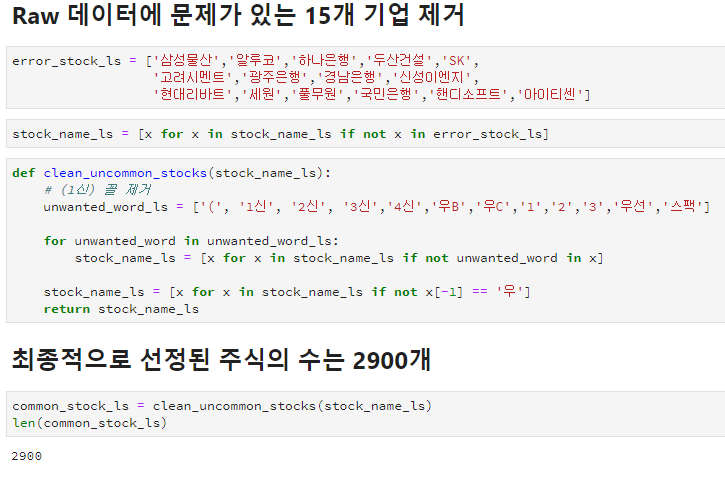 Raw 데이터에 문제가 있는 15개 기업 제거
error_stock_ls = ['삼성물산','알루코','하나은행','두산건설','SK',
'고려시멘트','광주은행','경남은행','신성이엔지',
'현대리바트','세원','풀무원','국민은행','핸디소프트','아이티센']
stock_name_ls = [x for x in stock_name_ls if not x in error_stock_ls]
def clean_uncommon_stocks(stock_name_ls):
# (1신) 꼴 제거
unwanted_word_ls = ['(', '1신', '2신', '3신','4신','우B','우C','1','2','3','우선','스팩']
for unwanted_word in unwanted_word_ls:
stock_name_ls = [x for x in stock_name_ls if not unwanted_word in x]
stock_name_ls = [x for x in stock_name_ls if not x[-1] == '우']
return stock_name_ls
최종적으로 선정된 주식의 수는 2900개
common_stock_ls = clean_uncommon_stocks(stock_name_ls)
len(common_stock_ls)
2900